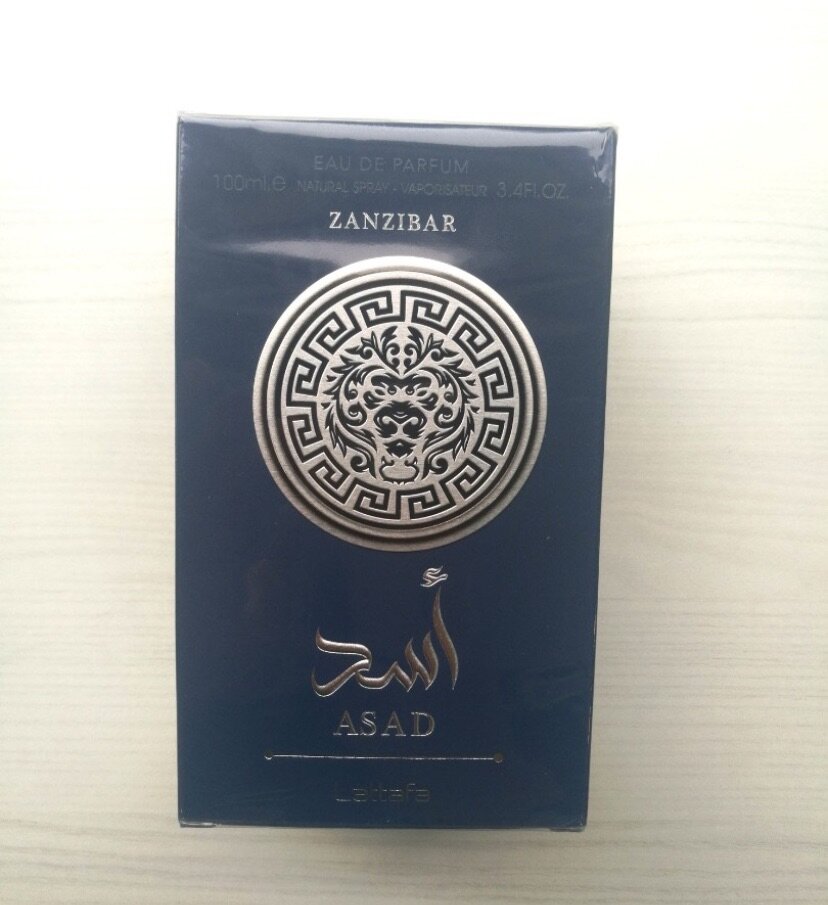 EAU DE PARFUM
100ml.℮ NATURAL SPRAY - VAPORISATEUR 3.4Fl.OZ.
ZANZIBAR
أسد
ASAD
Lattafa